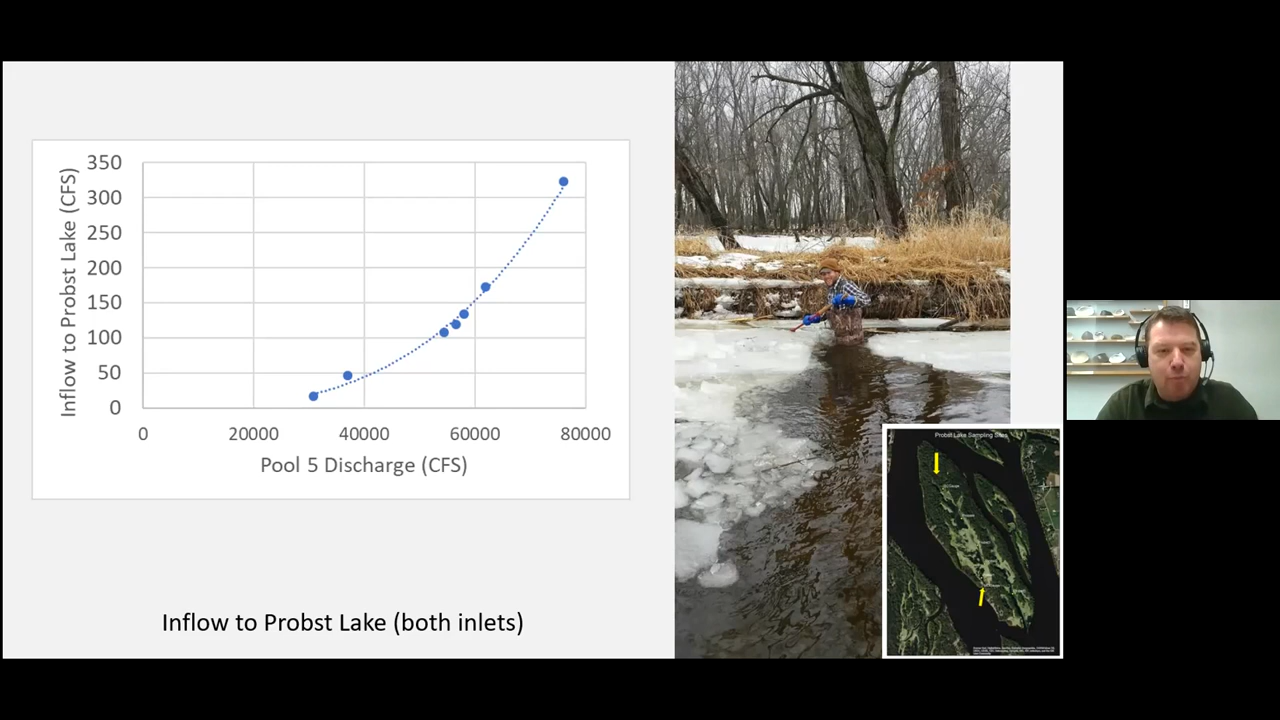 350
300
250
200
150
100
50
0
Inflow to Probst Lake (CFS)
0 20000 40000 60000 80000
Pool 5 Discharge (CFS)
Inflow to Probst Lake (both inlets)
Probst Lake Sampling Sites